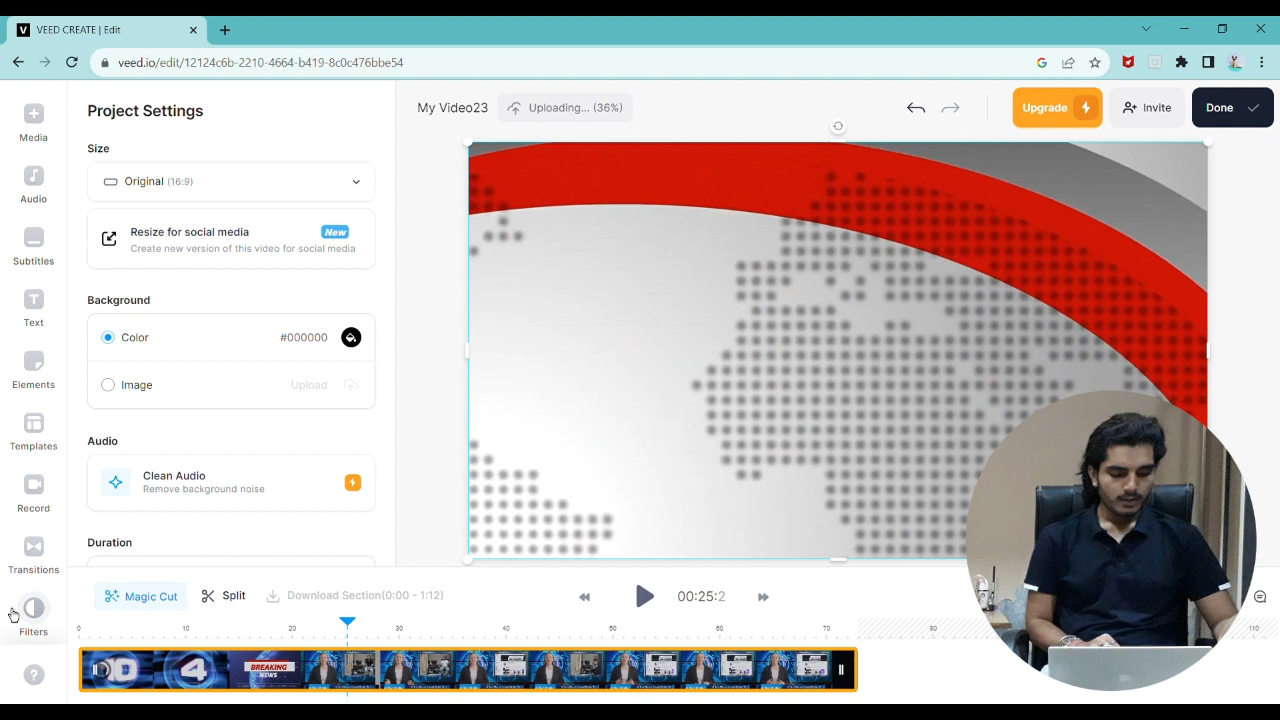 VEED CREATE | Edit
veed.io/edit/12124c6b-2210-4664-b419-8c0c476bbe54
Media
Audio
Subtitles
Text
Elements
Templates
Record
Transitions
Filters
Project Settings
Size
Original (16:9)
Resize for social media New
Create new version of this video for social media
Background
Color #000000
Image Upload
Audio
Clean Audio
Remove background noise
Duration
My Video23 Uploading... (36%)
Upgrade Invite Done
Magic Cut Split Download Section(0:00 - 1:12) 00:25:2
0 10 20 30 40 50 60 70 80 110
4 BREAKING NEWS